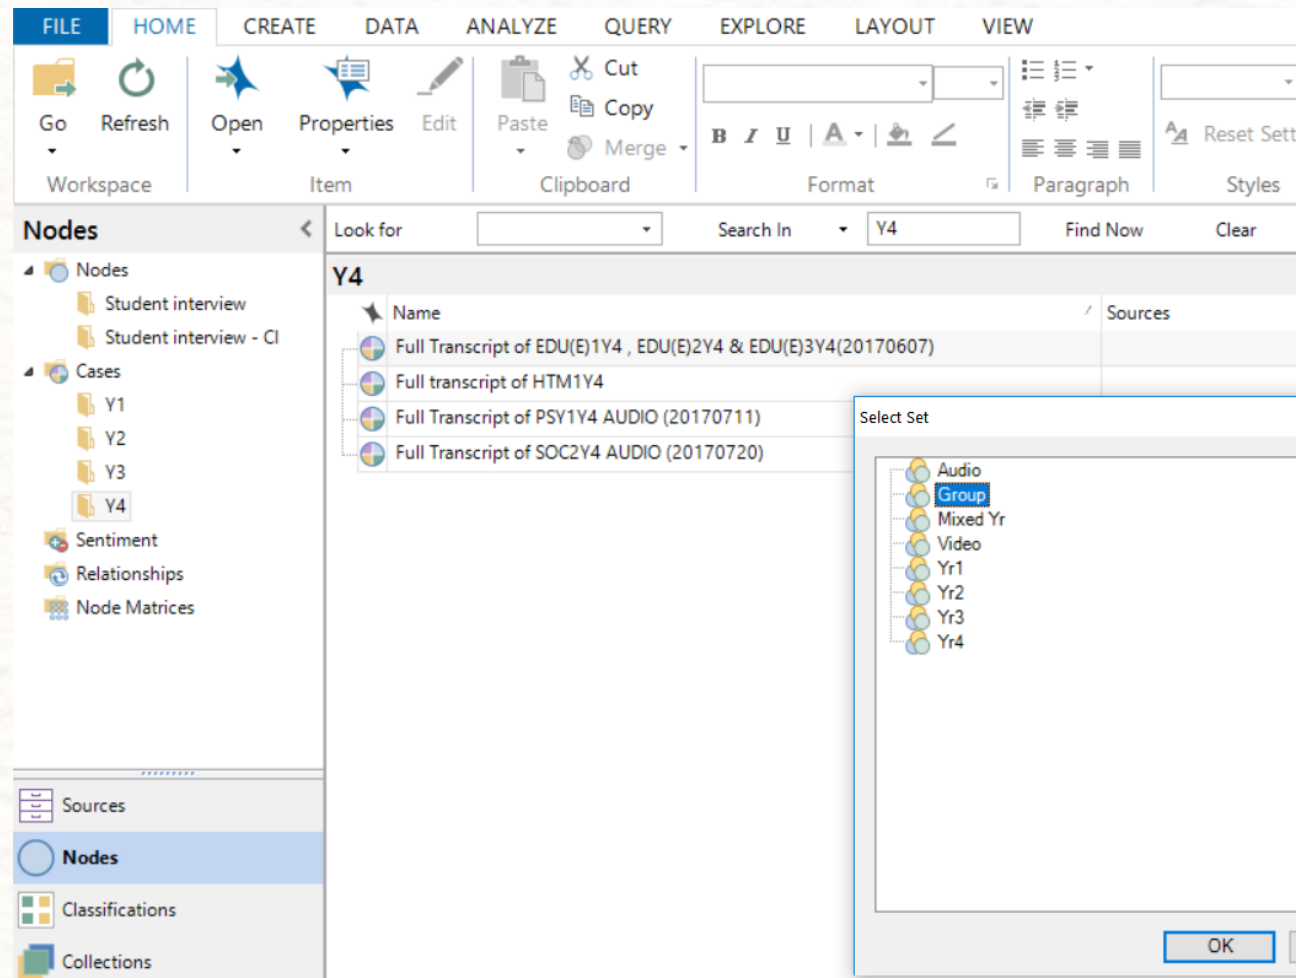 FILE HOME CREATE DATA ANALYZE QUERY EXPLORE LAYOUT VIEW
Go Refresh Open Properties Edit Paste Cut Copy Merge
B I U A A A Reset Sett
Workspace Item Clipboard Format Paragraph Styles
Nodes
Look for Search In Y4 Find Now Clear
Nodes
Student interview
Student interview - CI
Cases
Y1
Y2
Y3
Y4
Sentiment
Relationships
Node Matrices
Sources
Nodes
Classifications
Collections
Y4
Name Sources
Full Transcript of EDU(E)1Y4 , EDU(E)2Y4 & EDU(E)3Y4(20170607)
Full transcript of HTM1Y4
Full Transcript of PSY1Y4 AUDIO (20170711)
Full Transcript of SOC2Y4 AUDIO (20170720)
Select Set
Audio
Group
Mixed Yr
Video
Yr1
Yr2
Yr3
Yr4
OK